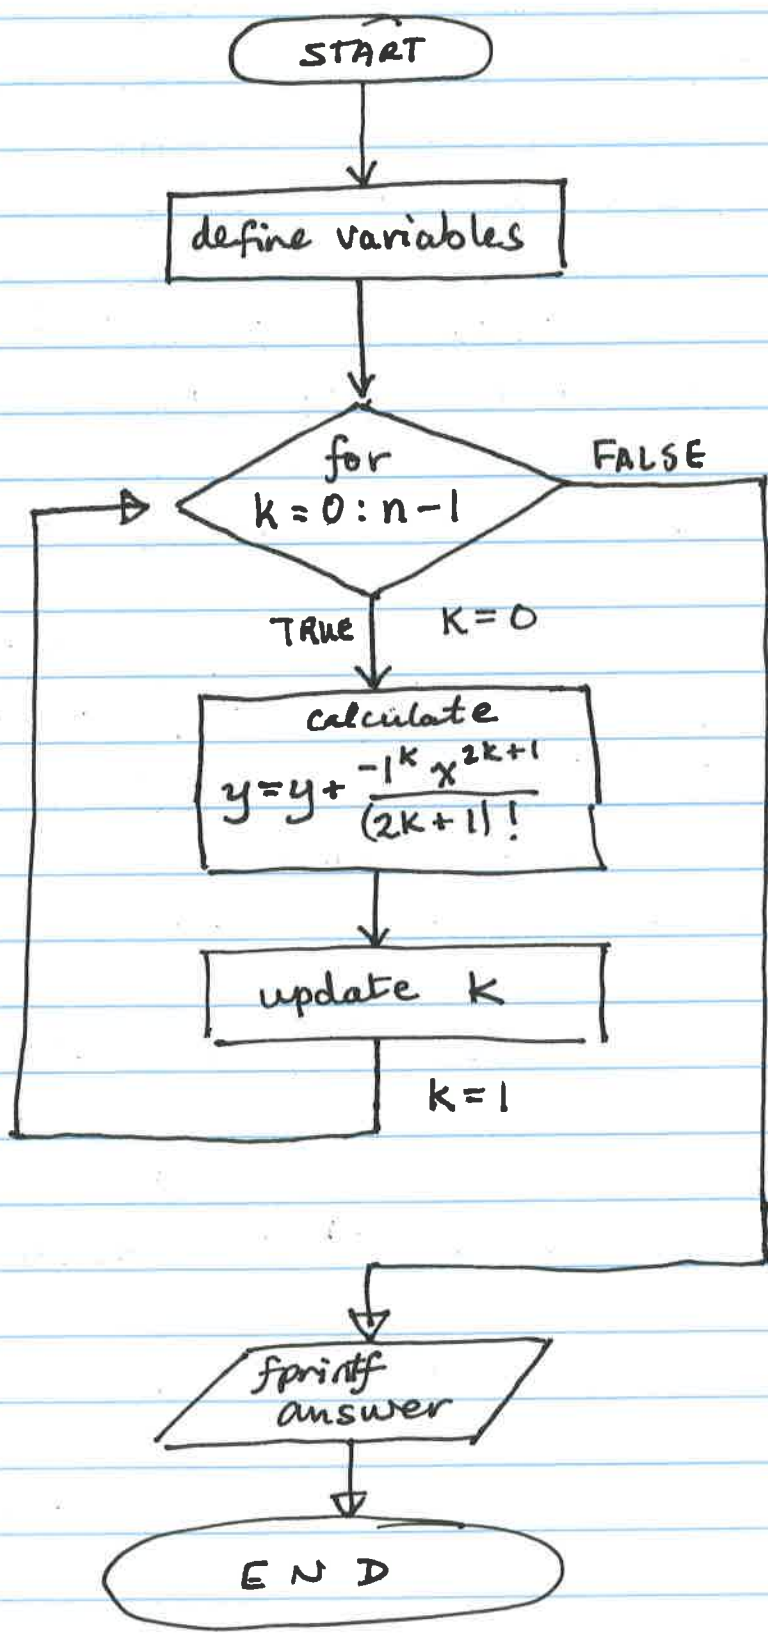 START
define variables
for
k = 0 : n - 1
FALSE
TRUE
K = 0
calculate
y = y + \frac{-1^k x^{2k+1}}{(2k+1)!}
update k
k = 1
fprintf
answer
END